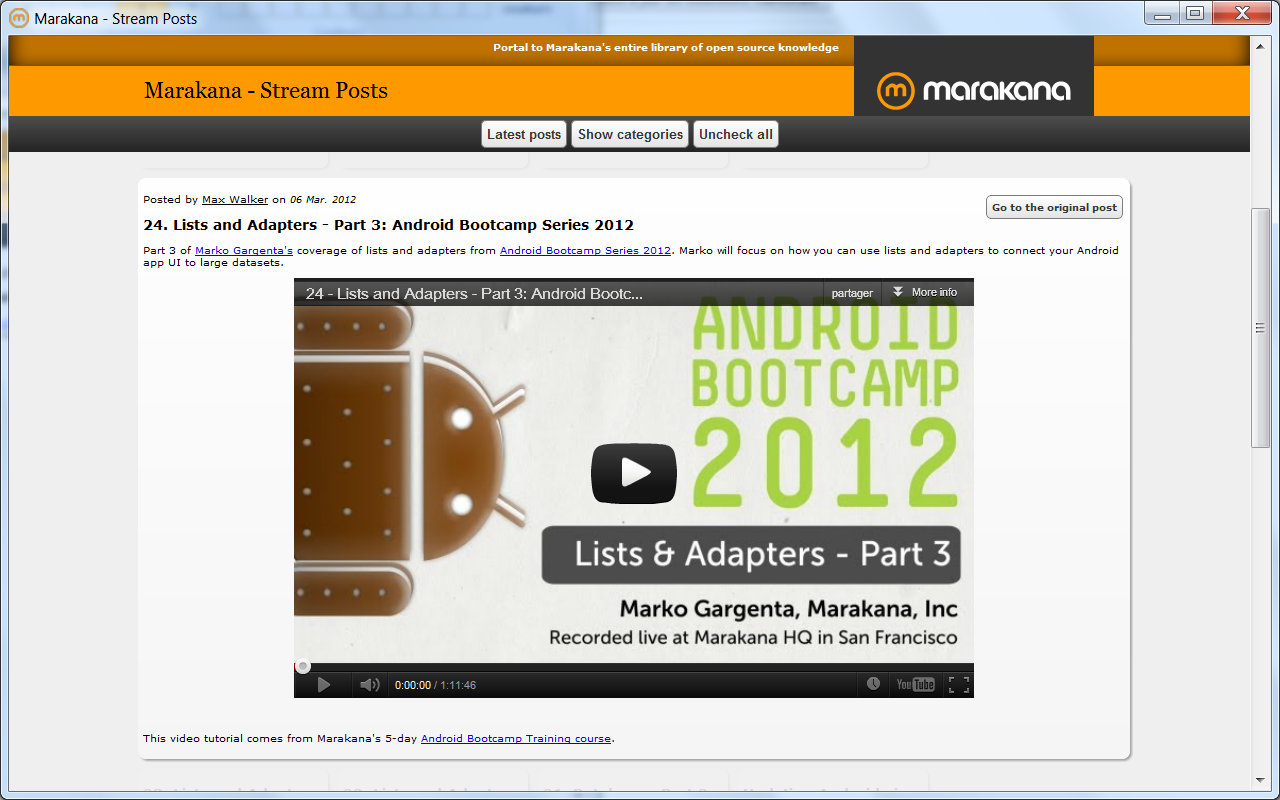 Marakana - Stream Posts
Portal to Marakana's entire library of open source knowledge
Marakana - Stream Posts
m marakana
Latest posts Show categories Uncheck all
Posted by Max Walker on 06 Mar. 2012
Go to the original post
24. Lists and Adapters - Part 3: Android Bootcamp Series 2012
Part 3 of Marko Gargenta's coverage of lists and adapters from Android Bootcamp Series 2012. Marko will focus on how you can use lists and adapters to connect your Android
app UI to large datasets.
24 - Lists and Adapters - Part 3: Android Bootc...
partager More info
ANDROID
BOOTCAMP
2012
Lists & Adapters - Part 3
Marko Gargenta, Marakana, Inc
Recorded live at Marakana HQ in San Francisco
0:00:00 / 1:11:46
YouTube
This video tutorial comes from Marakana's 5-day Android Bootcamp Training course.